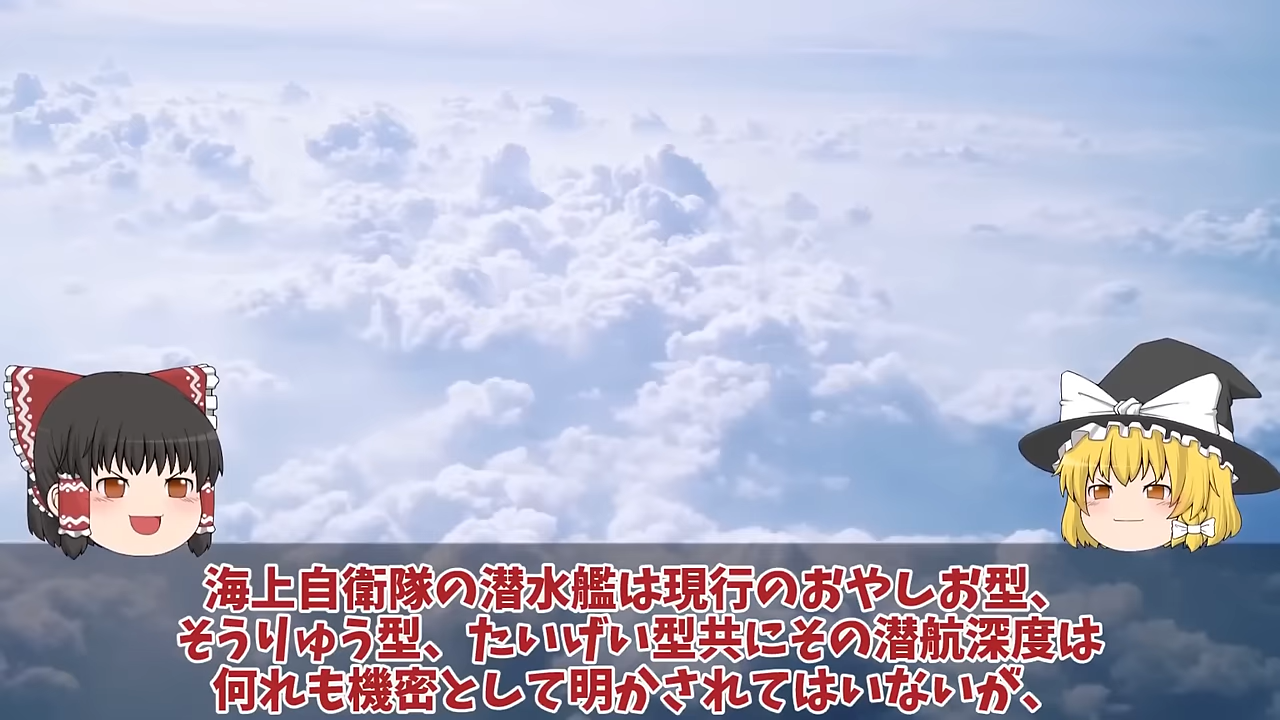 海上自衛隊の潜水艦は現行のおやしお型、
そうりゅう型、たいげい型共にその潜航深度は
何れも機密として明かされてはいないが、